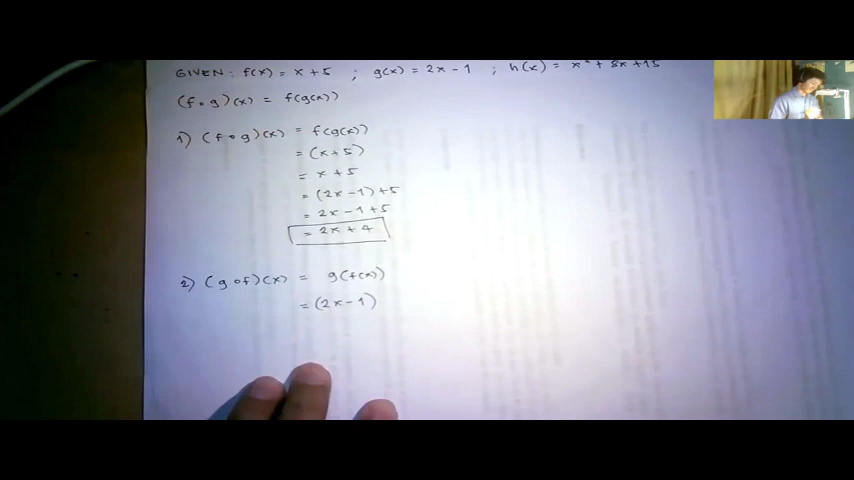 GIVEN: f(x) = x + 5 ; g(x) = 2x - 1 ; h(x) = x² + 8x + 15
(f ∘ g)(x) = f(g(x))
1) (f ∘ g)(x) = f(g(x))
= (x + 5)
= x + 5
= (2x - 1) + 5
= 2x - 1 + 5
= 2x + 4
2) (g ∘ f)(x) = g(f(x))
= (2x - 1)